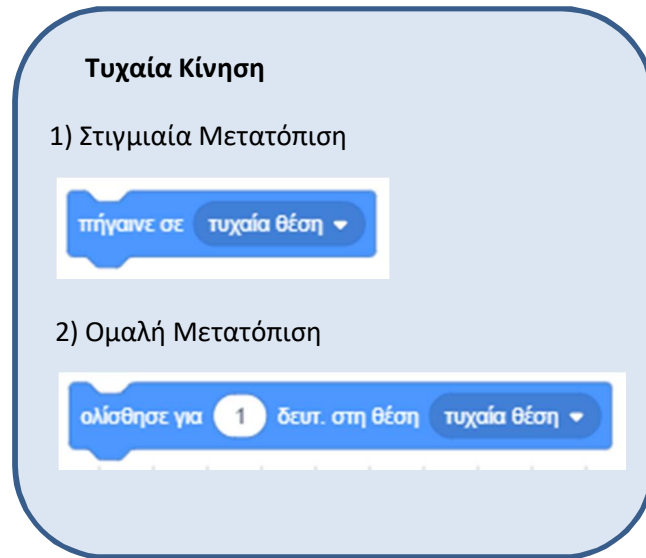 Τυχαία Κίνηση
1) Στιγμιαία Μετατόπιση
πήγαινε σε τυχαία θέση
2) Ομαλή Μετατόπιση
ολίσθησε για 1 δευτ. στη θέση τυχαία θέση